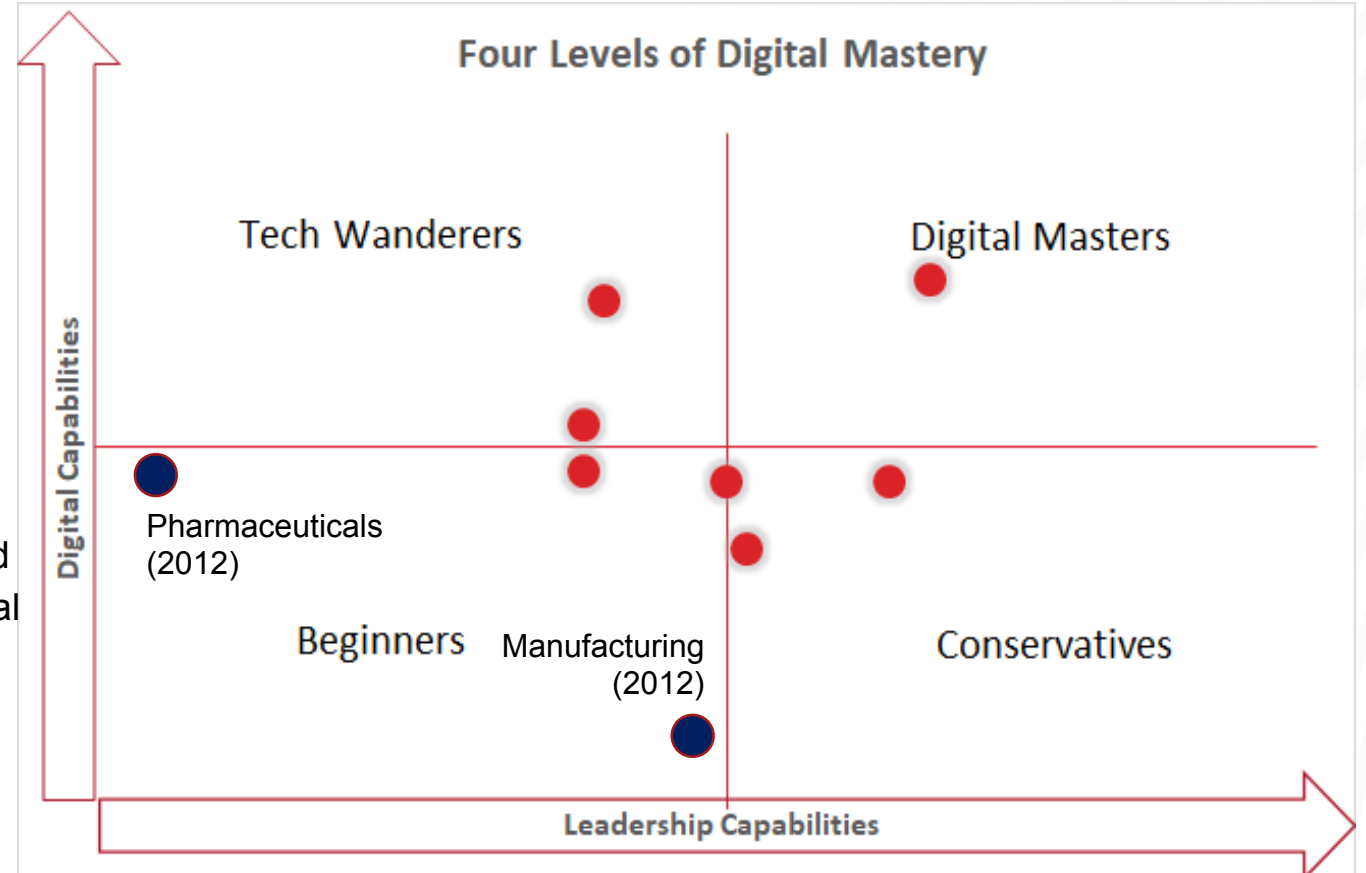 Four Levels of Digital Mastery
Tech Wanderers
Digital Masters
Digital Capabilities
Pharmaceuticals
(2012)
Beginners
Manufacturing
(2012)
Conservatives
Leadership Capabilities